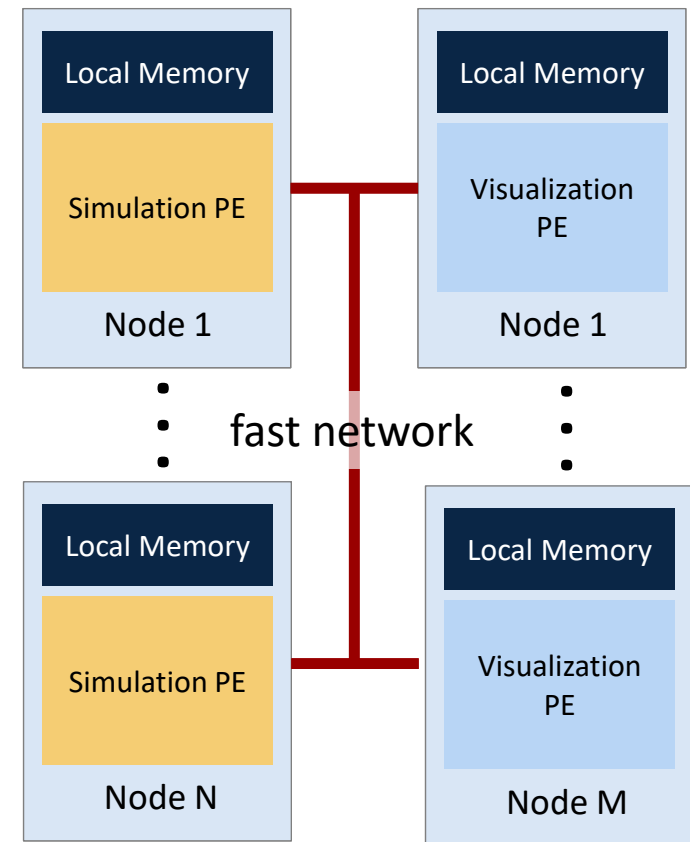 Local Memory
Simulation PE
Node 1
Local Memory
Visualization
PE
Node 1
fast network
Local Memory
Simulation PE
Node N
Local Memory
Visualization
PE
Node M